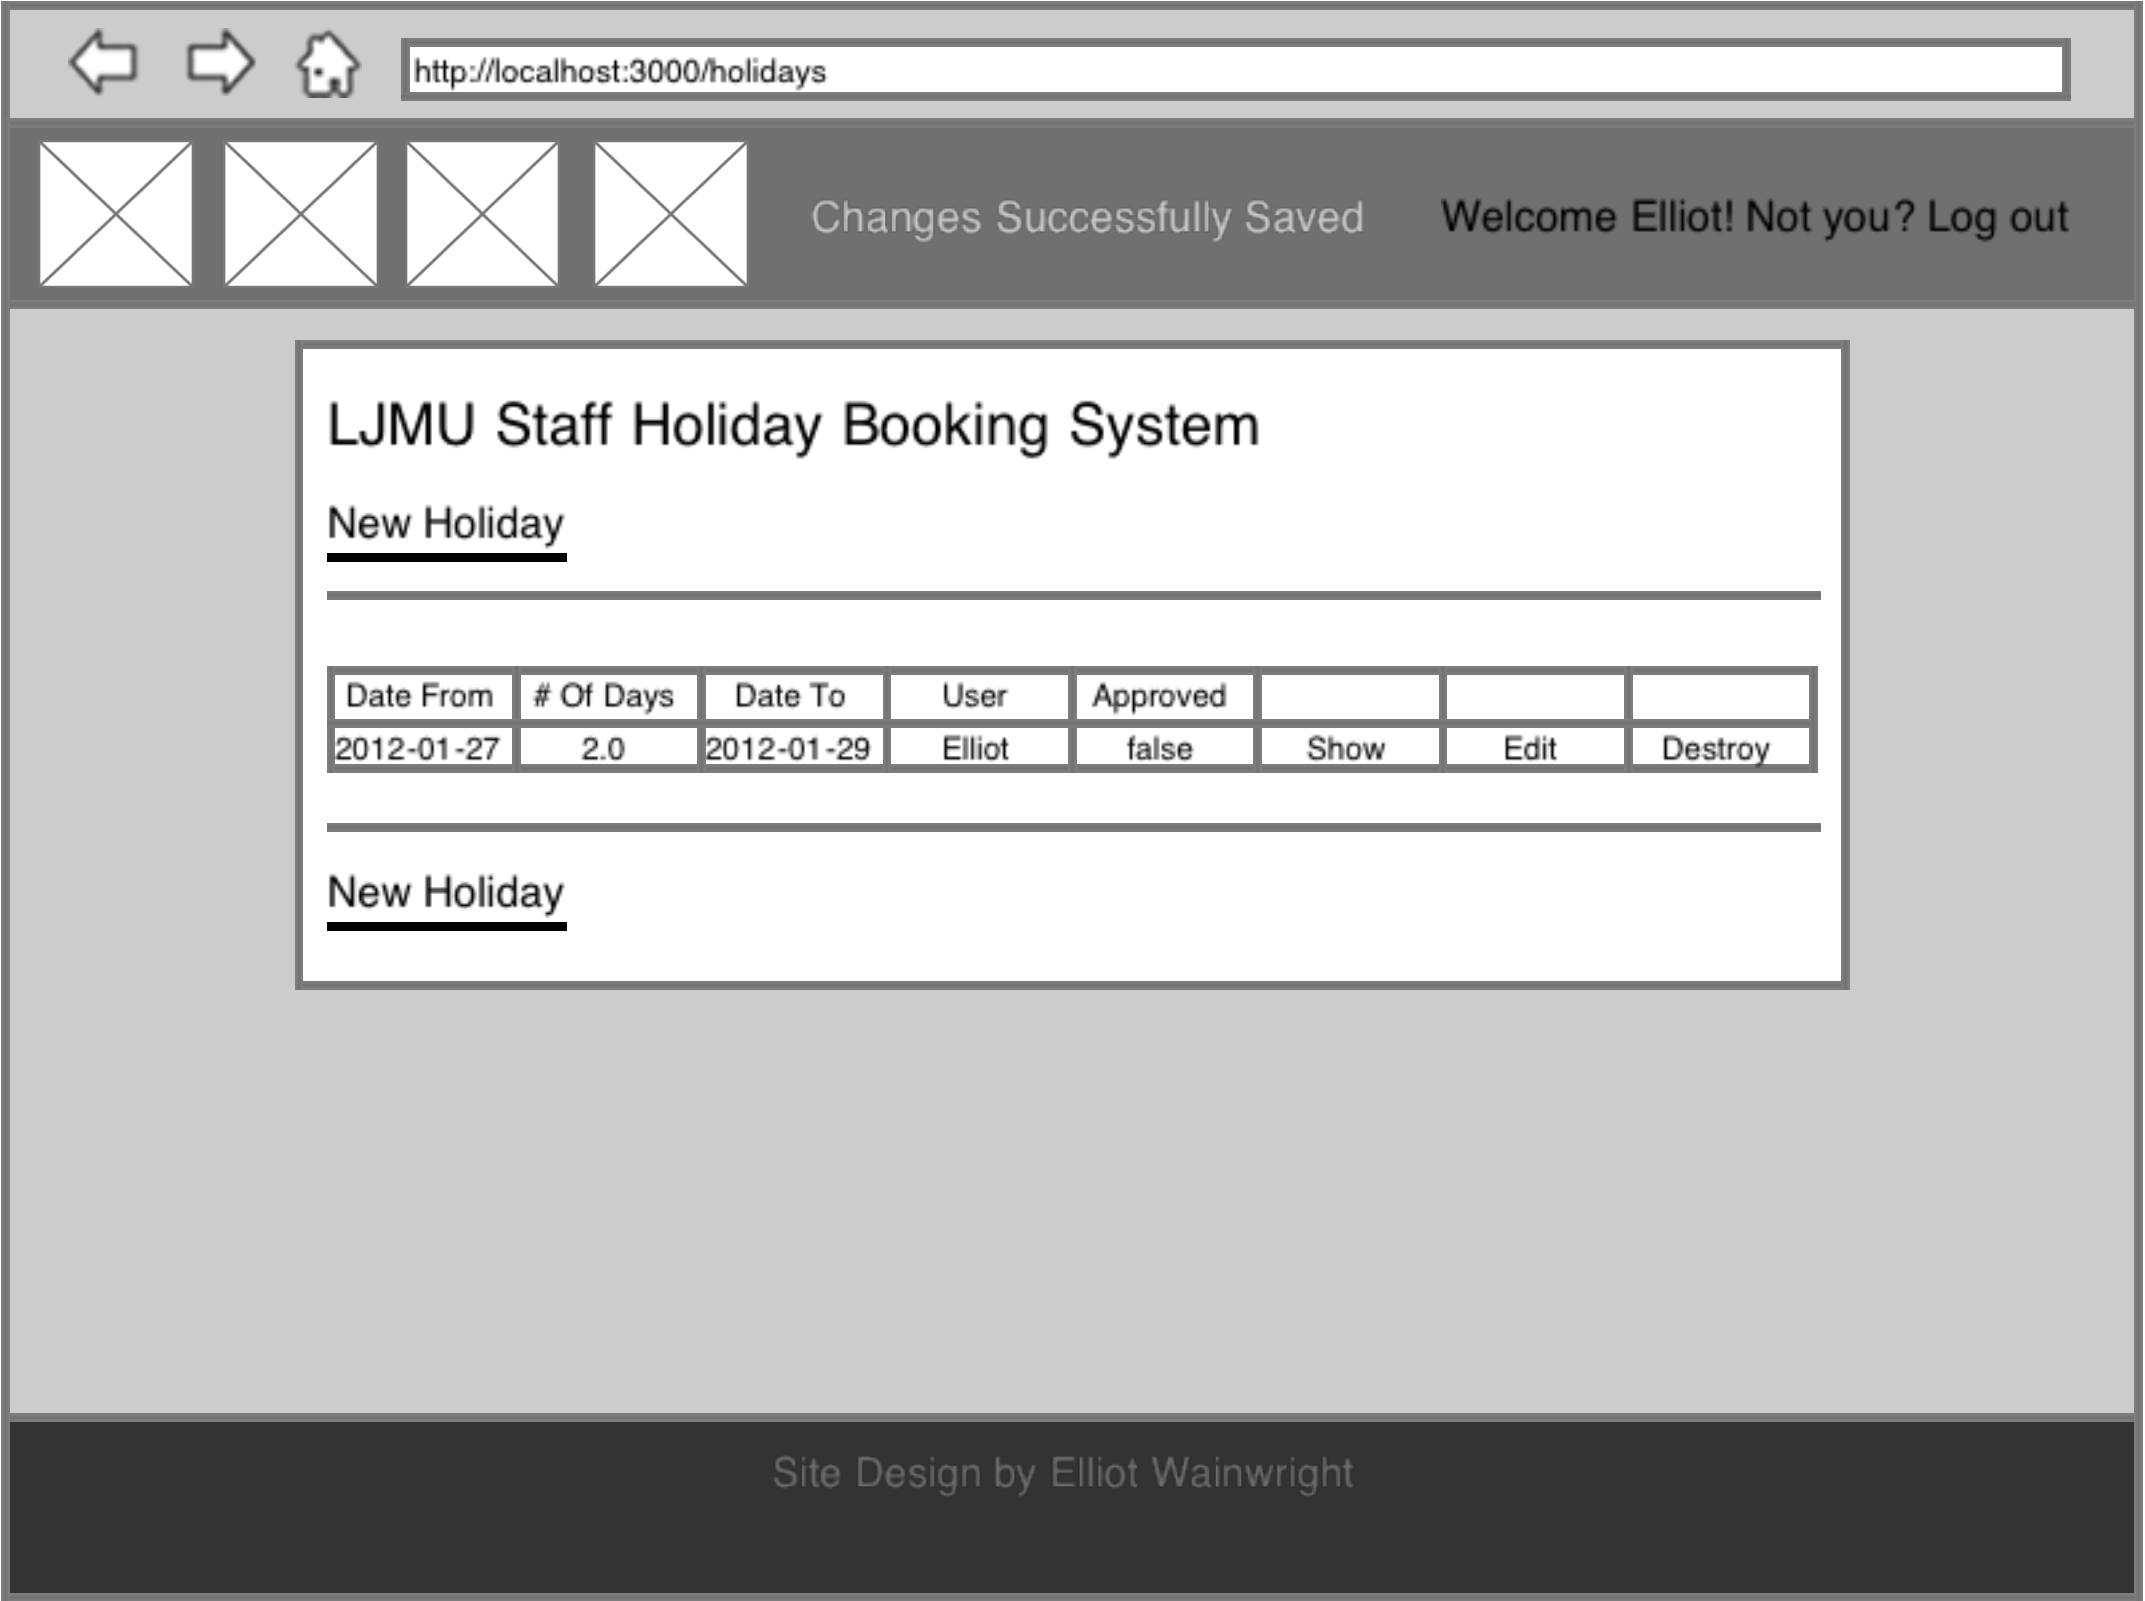 http://localhost:3000/holidays
Changes Successfully Saved Welcome Elliot! Not you? Log out
LJMU Staff Holiday Booking System
New Holiday
Date From # Of Days Date To User Approved
2012-01-27 2.0 2012-01-29 Elliot false Show Edit Destroy
New Holiday
Site Design by Elliot Wainwright